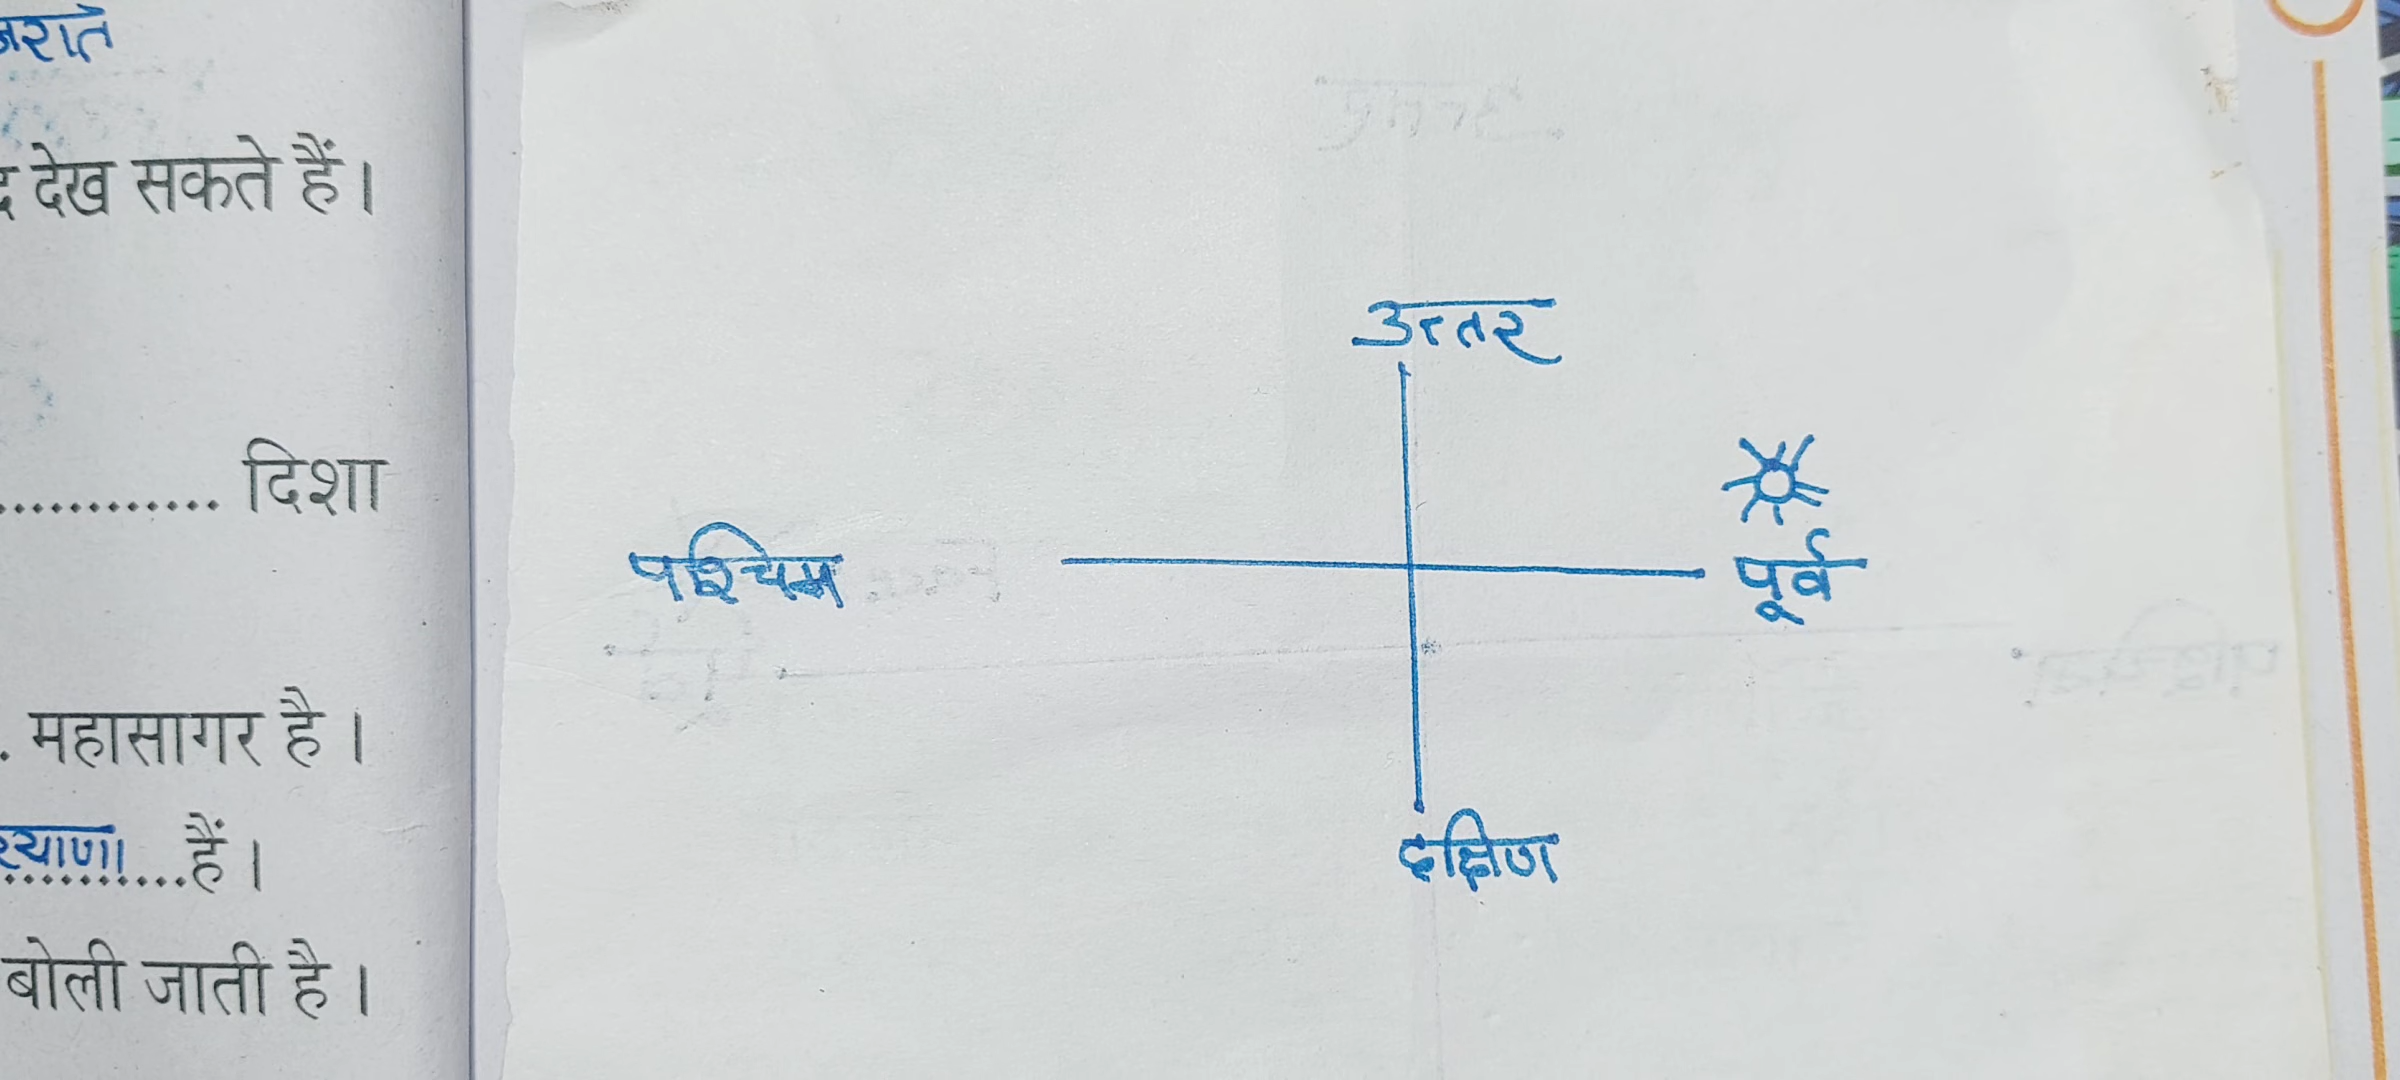 देख सकते हैं।
............ दिशा
. महासागर है।
.......... हैं।
बोली जाती है।
उत्तर
पश्चिम
पूर्व
दक्षिण